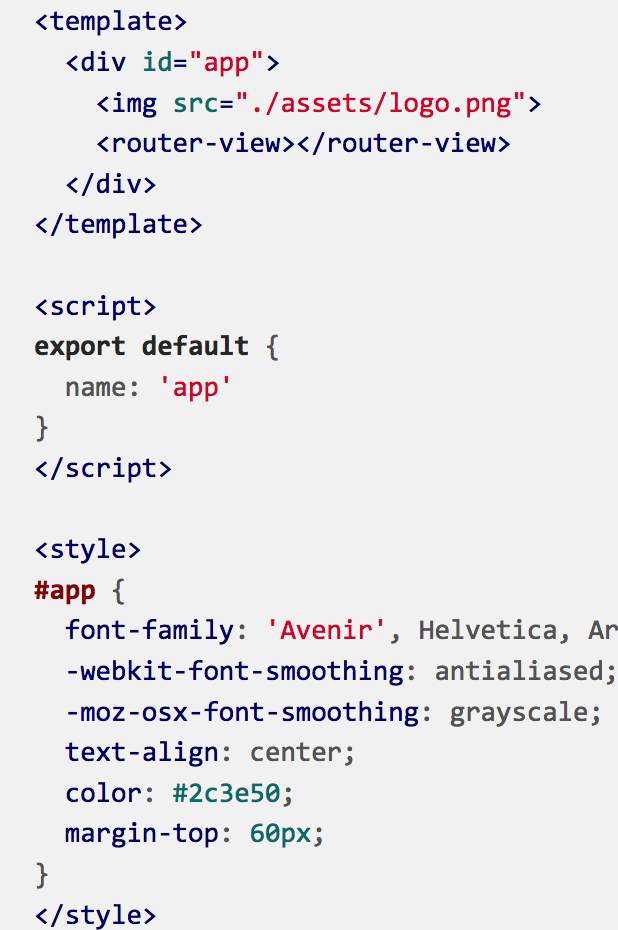 <template>
  <div id="app">
    <img src="./assets/logo.png">
    <router-view></router-view>
  </div>
</template>

<script>
export default {
  name: 'app'
}
</script>

<style>
#app {
  font-family: 'Avenir', Helvetica,
  -webkit-font-smoothing: antialiased;
  -moz-osx-font-smoothing: grayscale;
  text-align: center;
  color: #2c3e50;
  margin-top: 60px;
}
</style>